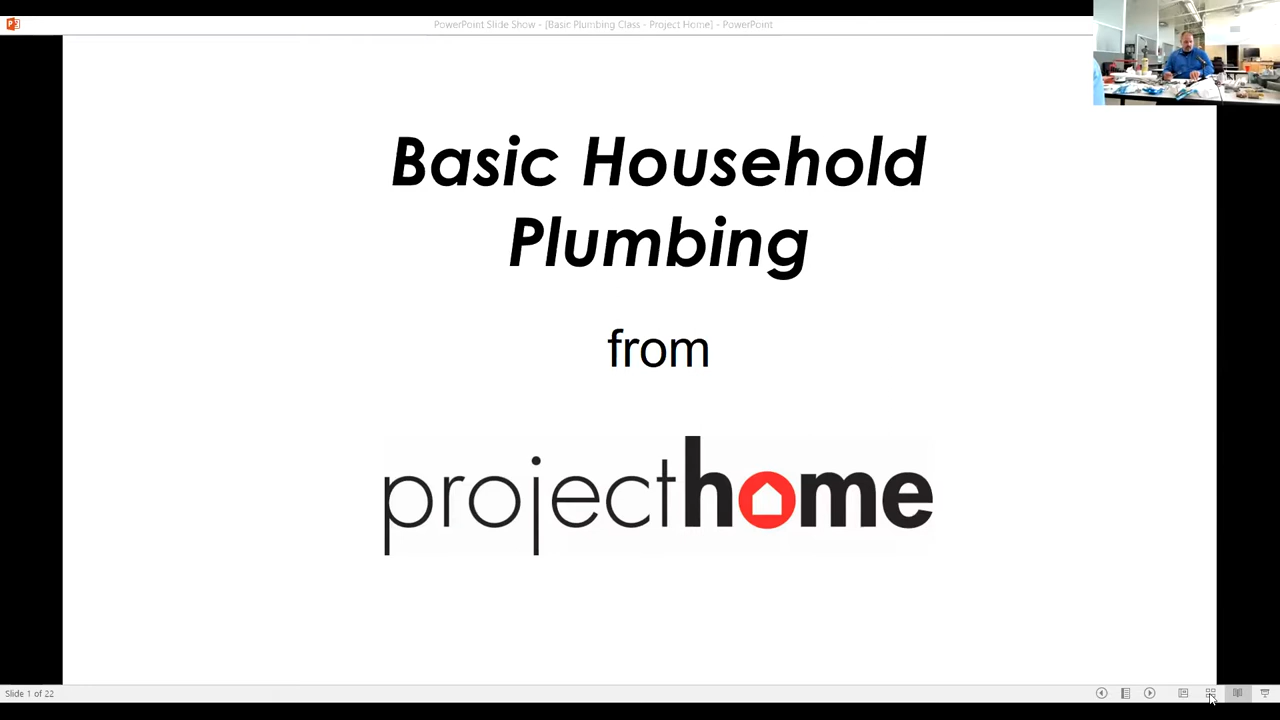 PowerPoint Slide Show - [Basic Plumbing Class - Project Home] - PowerPoint
Basic Household
Plumbing
from
projecthome
Slide 1 of 22